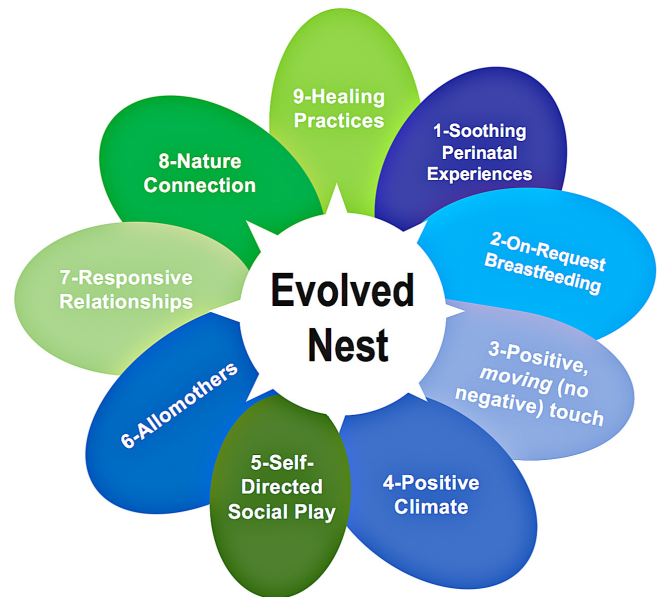 Evolved
Nest
1-Soothing
Perinatal
Experiences
2-On-Request
Breastfeeding
3-Positive,
moving (no
negative) touch
4-Positive
Climate
5-Self-
Directed
Social Play
6-Allomothers
7-Responsive
Relationships
8-Nature
Connection
9-Healing
Practices